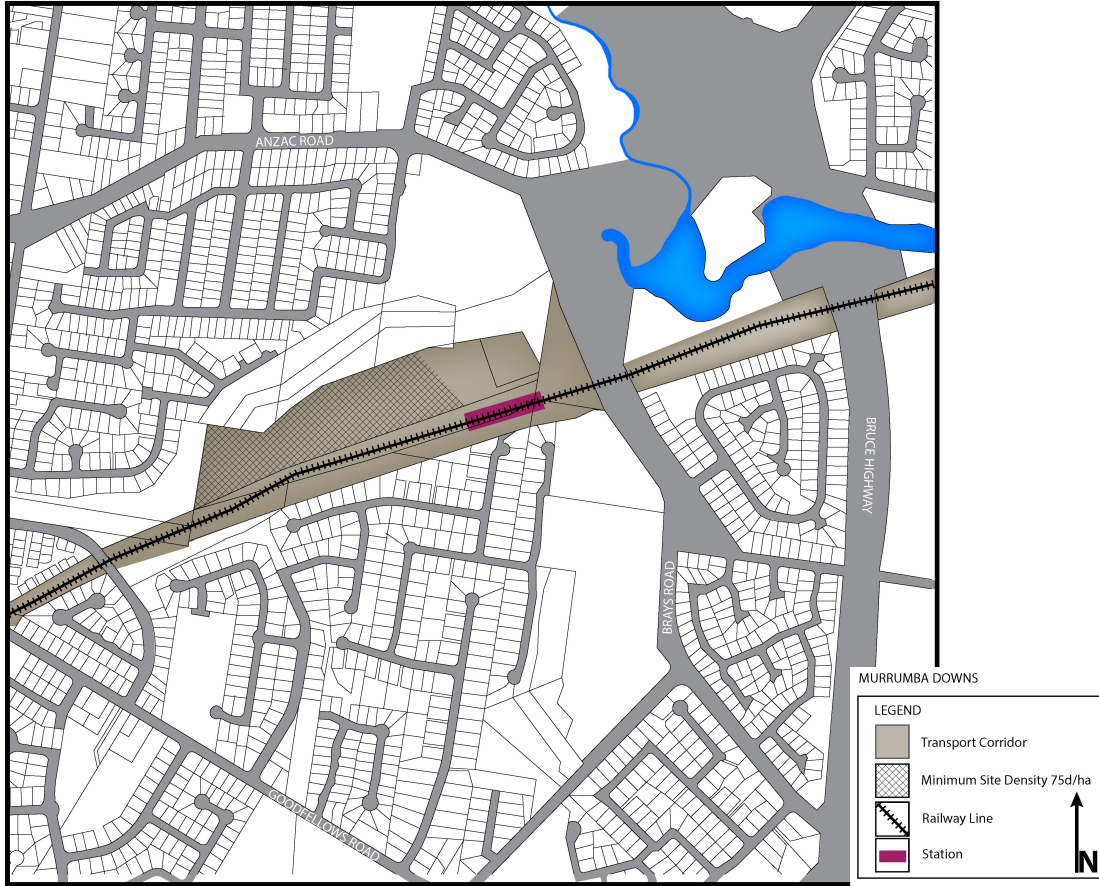 ANZAC ROAD
BRUCE HIGHWAY
BRAYS ROAD
GOODFELLOWS ROAD
MURRUMBA DOWNS
LEGEND
Transport Corridor
Minimum Site Density 75d/ha
Railway Line
Station
N